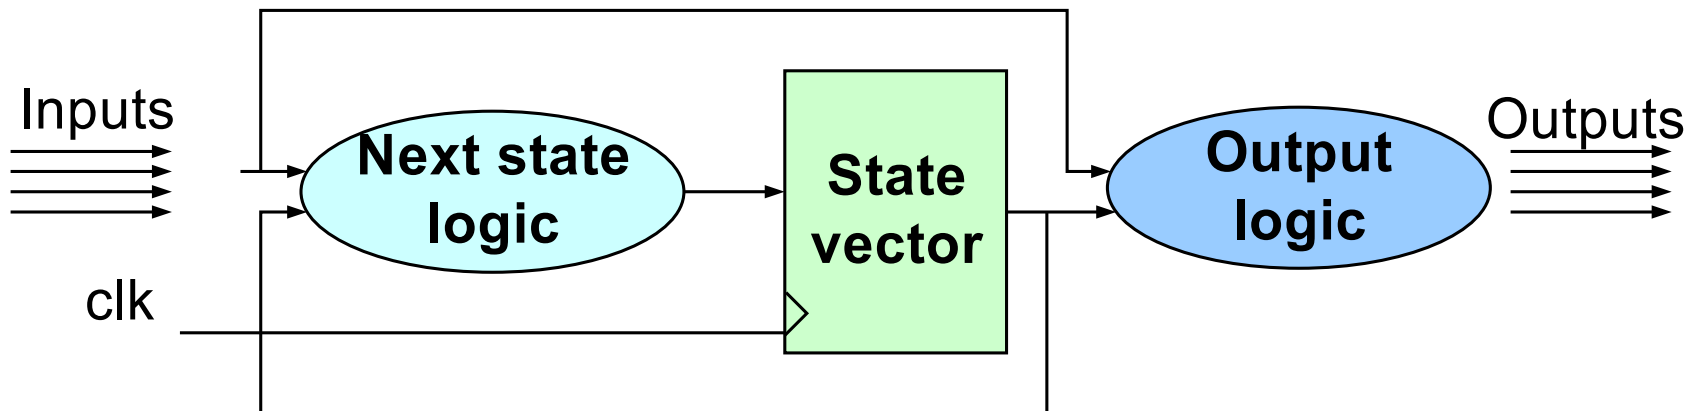 Inputs
Next state
logic
State
vector
Output
logic
Outputs
clk